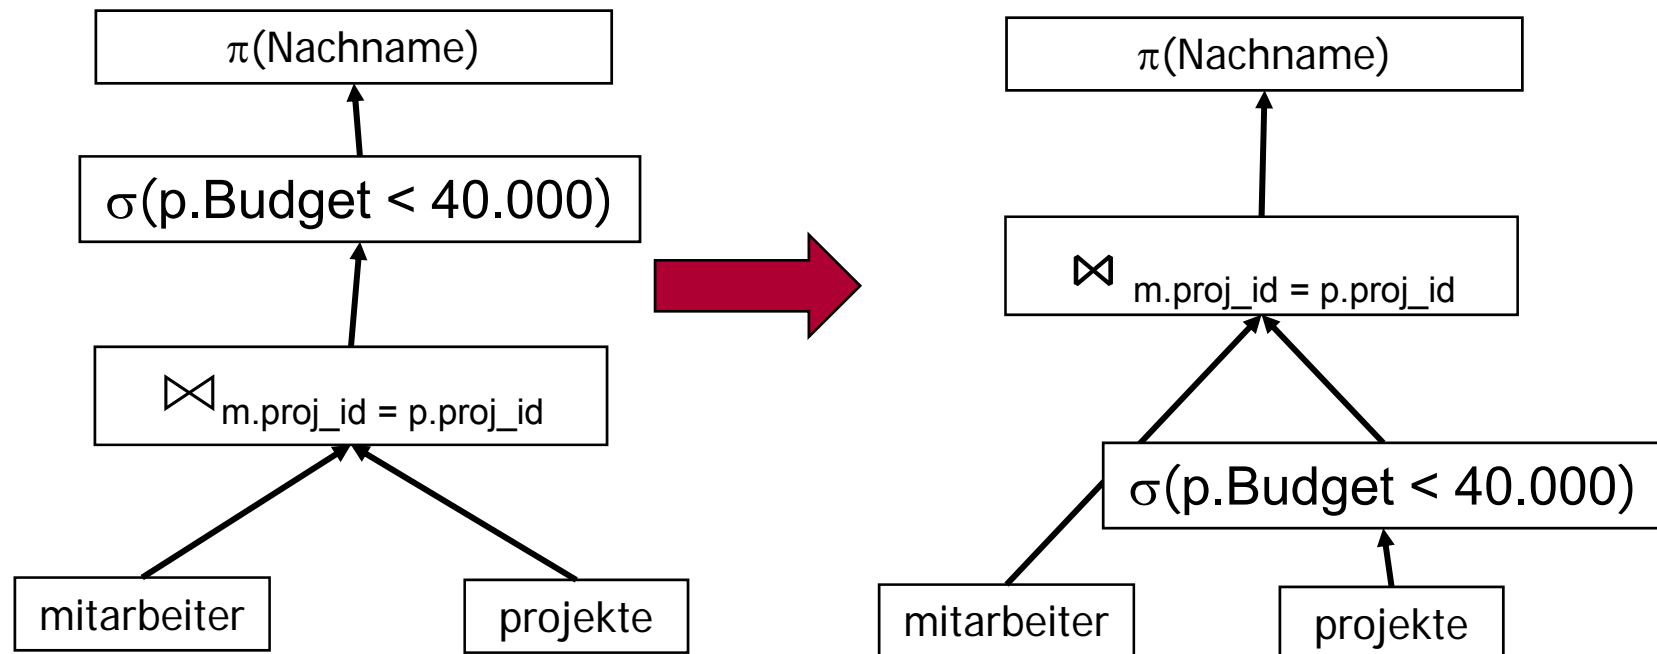 π(Nachname)
σ(p.Budget < 40.000)
⋈ m.proj_id = p.proj_id
mitarbeiter
projekte
π(Nachname)
⋈ m.proj_id = p.proj_id
σ(p.Budget < 40.000)
mitarbeiter
projekte